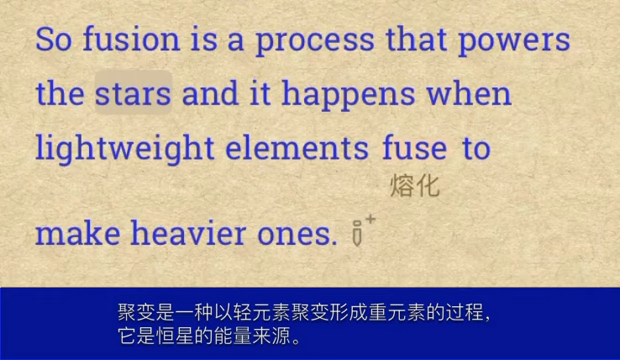 So fusion is a process that powers
the stars and it happens when
lightweight elements fuse to
熔化
make heavier ones.
聚变是一种以轻元素聚变形成重元素的过程，
它是恒星的能量来源。